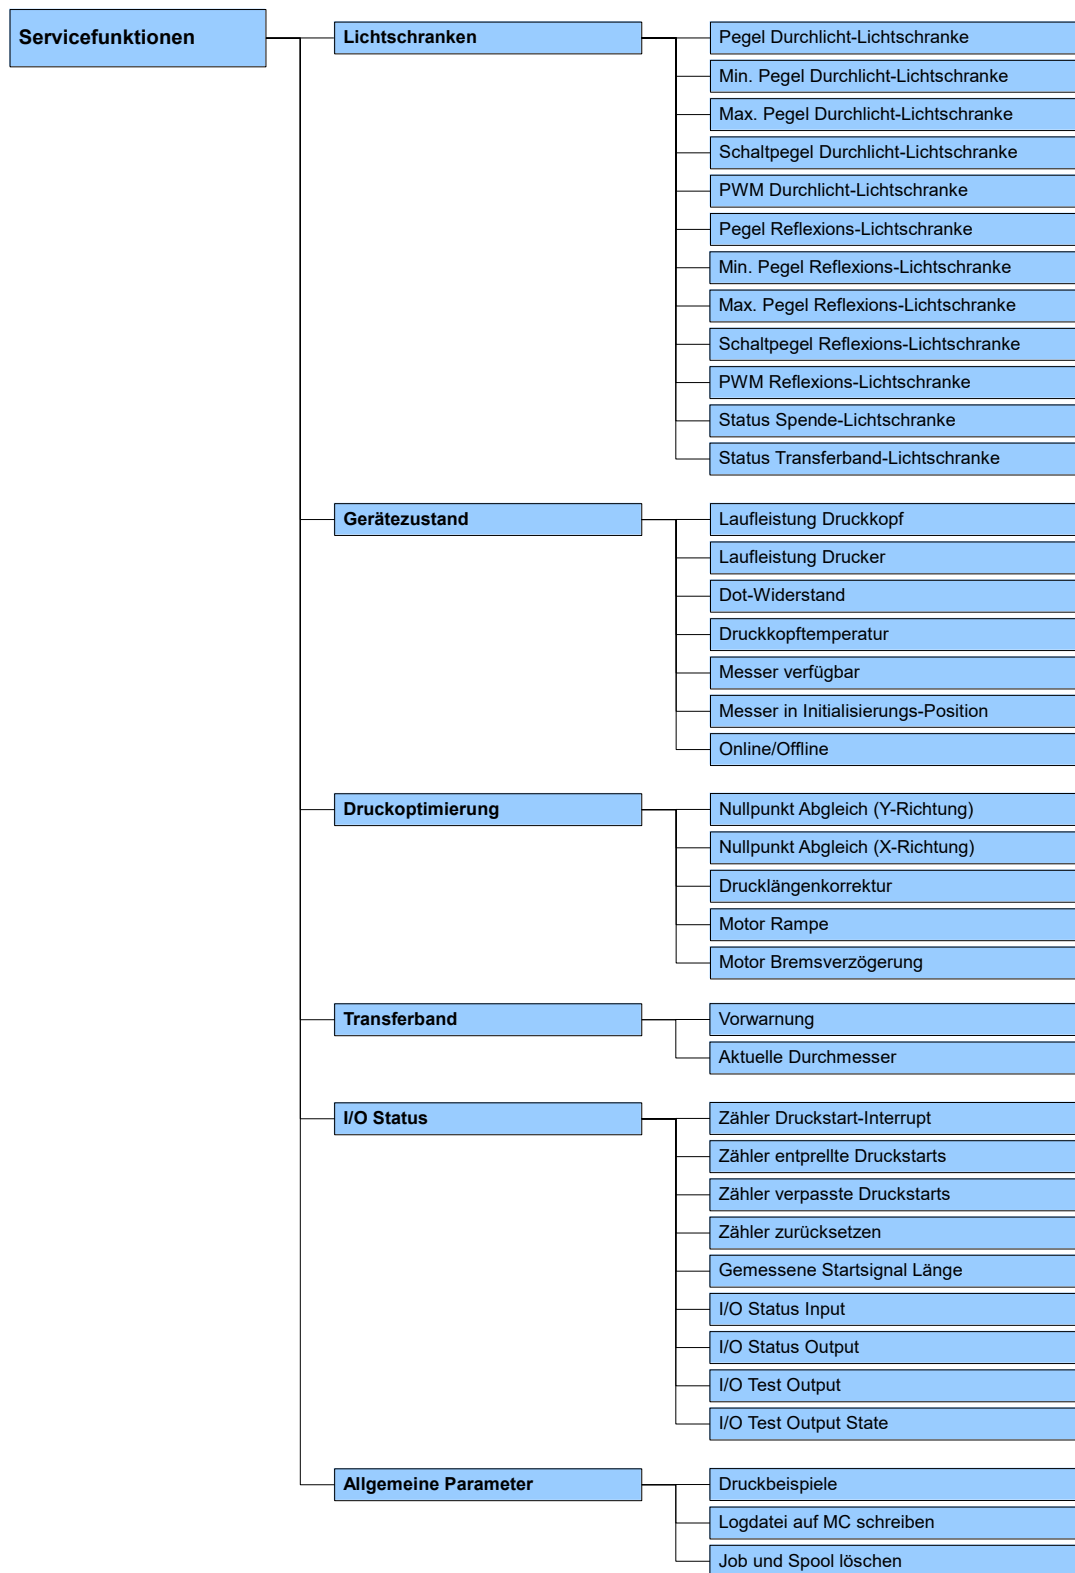 Servicefunktionen
Lichtschranken
Pegel Durchlicht-Lichtschranke
Min. Pegel Durchlicht-Lichtschranke
Max. Pegel Durchlicht-Lichtschranke
Schaltpegel Durchlicht-Lichtschranke
PWM Durchlicht-Lichtschranke
Pegel Reflexions-Lichtschranke
Min. Pegel Reflexions-Lichtschranke
Max. Pegel Reflexions-Lichtschranke
Schaltpegel Reflexions-Lichtschranke
PWM Reflexions-Lichtschranke
Status Spende-Lichtschranke
Status Transferband-Lichtschranke
Gerätezustand
Laufleistung Druckkopf
Laufleistung Drucker
Dot-Widerstand
Druckkopftemperatur
Messer verfügbar
Messer in Initialisierungs-Position
Online/Offline
Druckoptimierung
Nullpunkt Abgleich (Y-Richtung)
Nullpunkt Abgleich (X-Richtung)
Drucklängenkorrektur
Motor Rampe
Motor Bremsverzögerung
Transferband
Vorwarnung
Aktuelle Durchmesser
I/O Status
Zähler Druckstart-Interrupt
Zähler entprellte Druckstarts
Zähler verpasste Druckstarts
Zähler zurücksetzen
Gemessene Startsignal Länge
I/O Status Input
I/O Status Output
I/O Test Output
I/O Test Output State
Allgemeine Parameter
Druckbeispiele
Logdatei auf MC schreiben
Job und Spool löschen